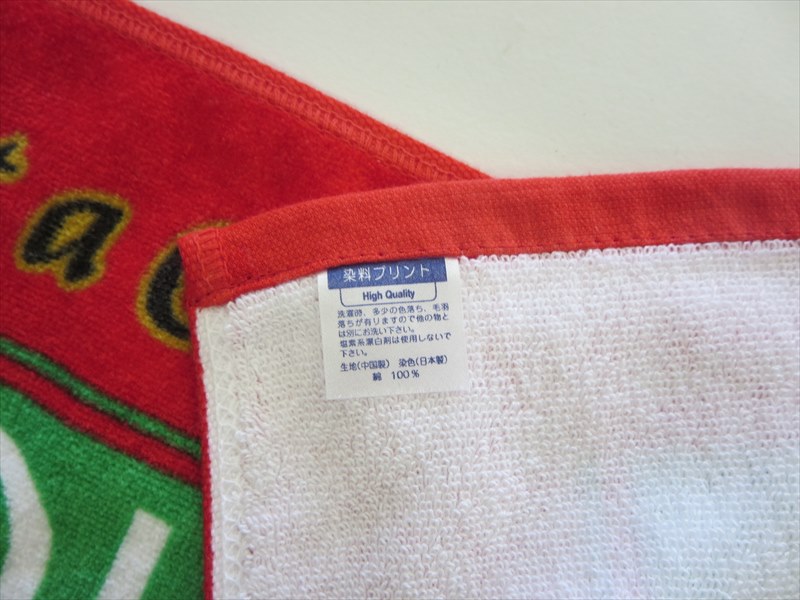 a
染料プリント
High Quality
洗濯時、多少の色落ち、毛羽
落ちが有りますので他の物と
は別にお洗い下さい。
塩素系漂白剤は使用しないで
下さい。
生地(中国製) 染色(日本製)
綿 100%